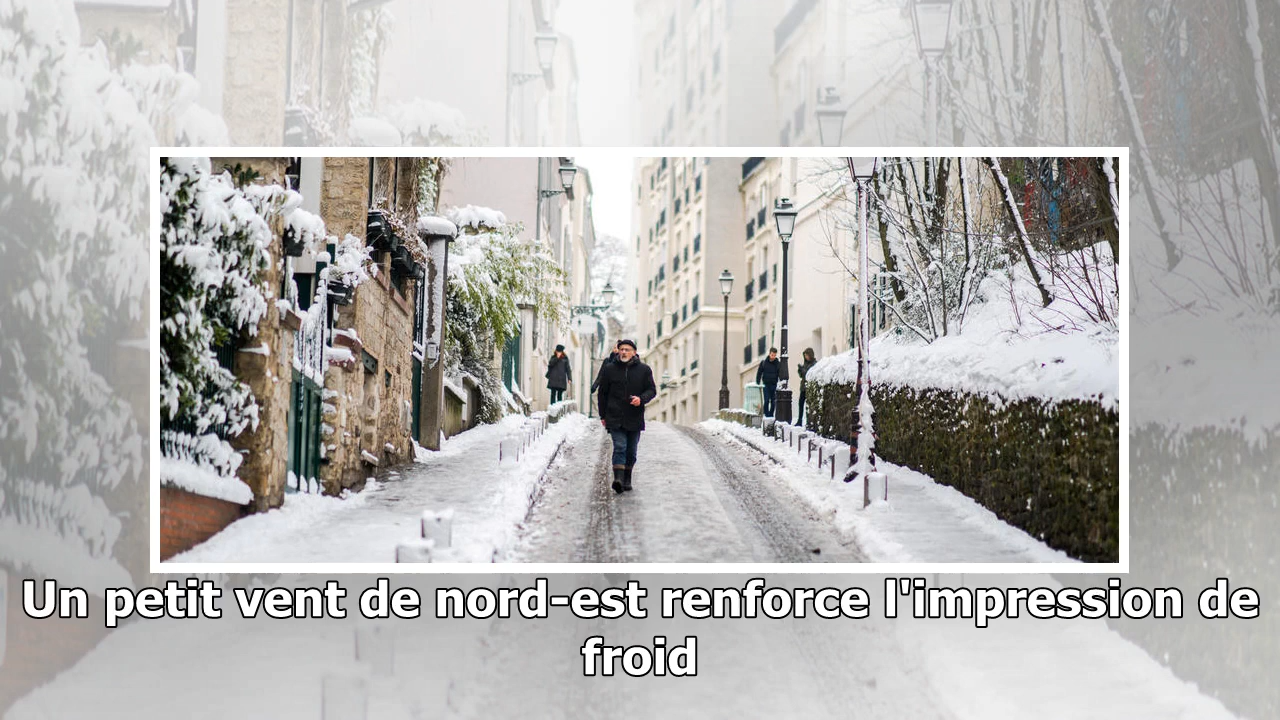 Un petit vent de nord-est renforce l'impression de
froid